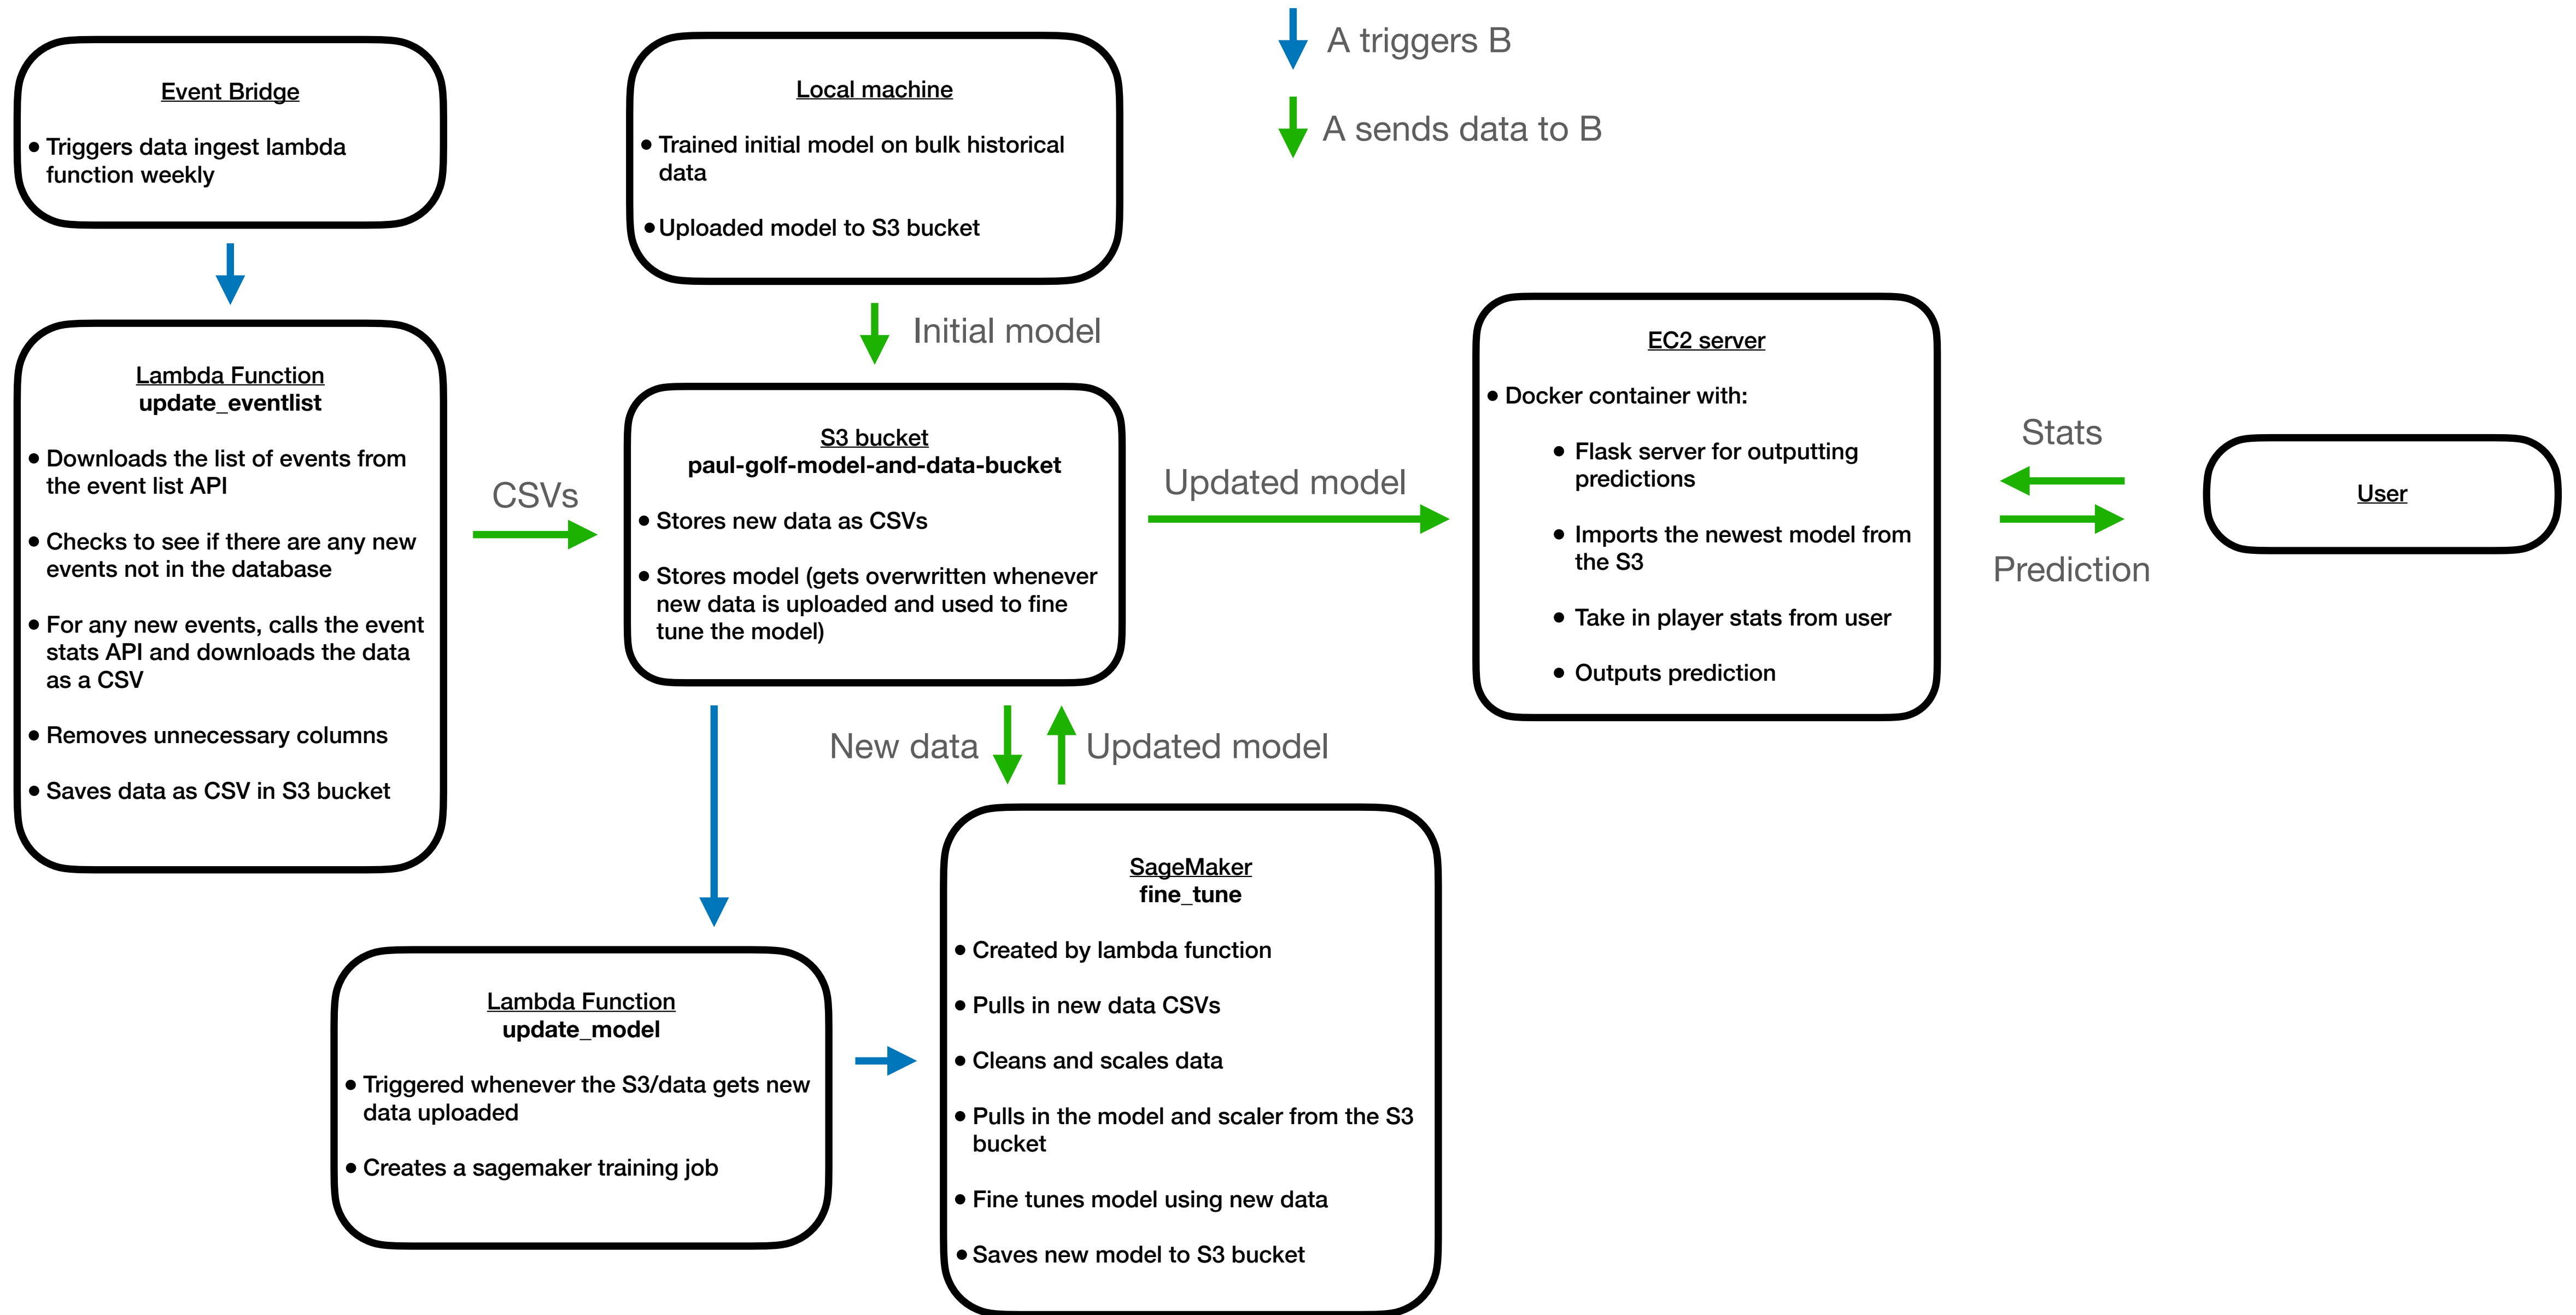 A triggers B
A sends data to B
Event Bridge
• Triggers data ingest lambda
function weekly
Local machine
• Trained initial model on bulk historical
data
• Uploaded model to S3 bucket
Initial model
Lambda Function
update_eventlist
• Downloads the list of events from
the event list API
• Checks to see if there are any new
events not in the database
• For any new events, calls the event
stats API and downloads the data
as a CSV
• Removes unnecessary columns
• Saves data as CSV in S3 bucket
CSVs
S3 bucket
paul-golf-model-and-data-bucket
• Stores new data as CSVs
• Stores model (gets overwritten whenever
new data is uploaded and used to fine
tune the model)
Updated model
EC2 server
• Docker container with:
• Flask server for outputting
predictions
• Imports the newest model from
the S3
• Take in player stats from user
• Outputs prediction
Stats
Prediction
User
New data
Updated model
Lambda Function
update_model
• Triggered whenever the S3/data gets new
data uploaded
• Creates a sagemaker training job
SageMaker
fine_tune
• Created by lambda function
• Pulls in new data CSVs
• Cleans and scales data
• Pulls in the model and scaler from the S3
bucket
• Fine tunes model using new data
• Saves new model to S3 bucket